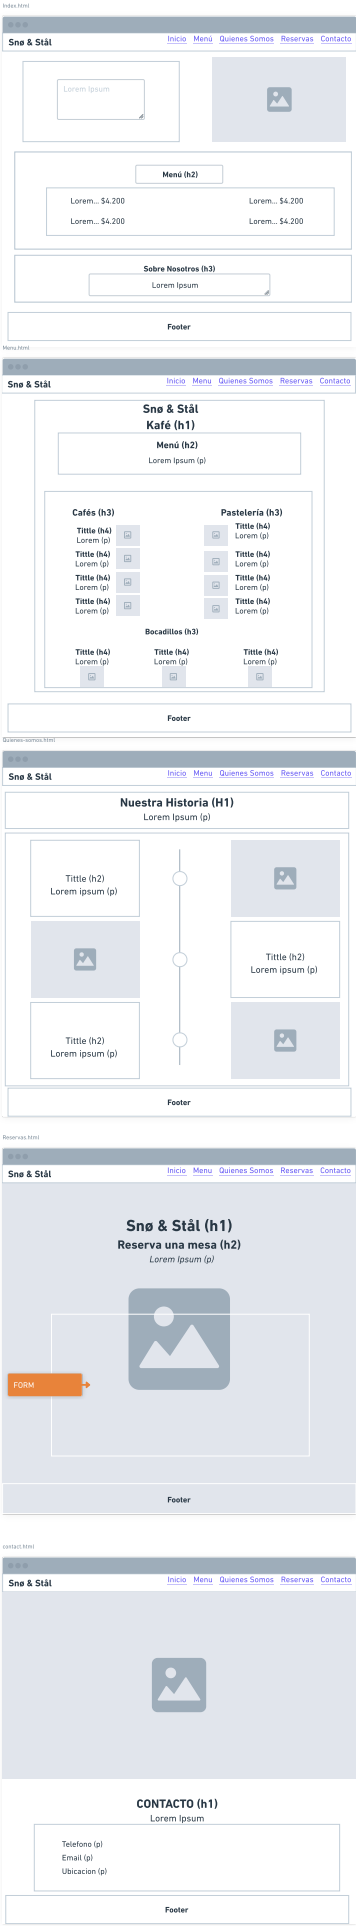 Index.html
Snø & Stål
Inicio Menú Quienes Somos Reservas Contacto
Lorem Ipsum
Menú (h2)
Lorem... $4.200 Lorem... $4.200
Lorem... $4.200 Lorem... $4.200
Sobre Nosotros (h3)
Lorem Ipsum
Footer
Menu.html
Snø & Stål
Inicio Menu Quienes Somos Reservas Contacto
Snø & Stål
Kafé (h1)
Menú (h2)
Lorem Ipsum (p)
Cafés (h3) Pastelería (h3)
Tittle (h4) Tittle (h4)
Lorem (p) Lorem (p)
Tittle (h4) Tittle (h4)
Lorem (p) Lorem (p)
Tittle (h4) Tittle (h4)
Lorem (p) Lorem (p)
Tittle (h4) Tittle (h4)
Lorem (p) Lorem (p)
Bocadillos (h3)
Tittle (h4) Tittle (h4) Tittle (h4)
Lorem (p) Lorem (p) Lorem (p)
Footer
Quienes-somos.html
Snø & Stål
Inicio Menu Quienes Somos Reservas Contacto
Nuestra Historia (H1)
Lorem Ipsum (p)
Tittle (h2)
Lorem ipsum (p)
Tittle (h2)
Lorem ipsum (p)
Tittle (h2)
Lorem ipsum (p)
Footer
Reservas.html
Snø & Stål
Inicio Menu Quienes Somos Reservas Contacto
Snø & Stål (h1)
Reserva una mesa (h2)
Lorem Ipsum (p)
FORM
Footer
contact.html
Snø & Stål
Inicio Menu Quienes Somos Reservas Contacto
CONTACTO (h1)
Lorem Ipsum
Telefono (p)
Email (p)
Ubicacion (p)
Footer